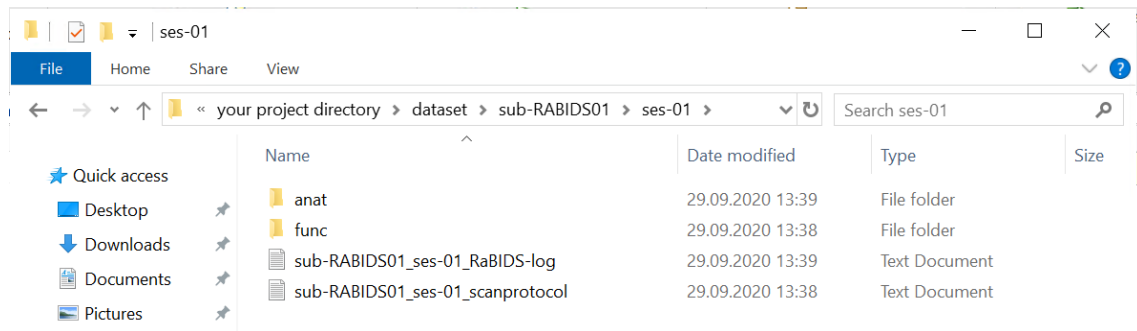 ses-01
File Home Share View
?
« your project directory > dataset > sub-RABIDS01 > ses-01 >
Search ses-01
Name Date modified Type Size
Quick access
Desktop
Downloads
Documents
Pictures
anat 29.09.2020 13:39 File folder
func 29.09.2020 13:38 File folder
sub-RABIDS01_ses-01_RaBIDS-log 29.09.2020 13:39 Text Document
sub-RABIDS01_ses-01_scanprotocol 29.09.2020 13:38 Text Document